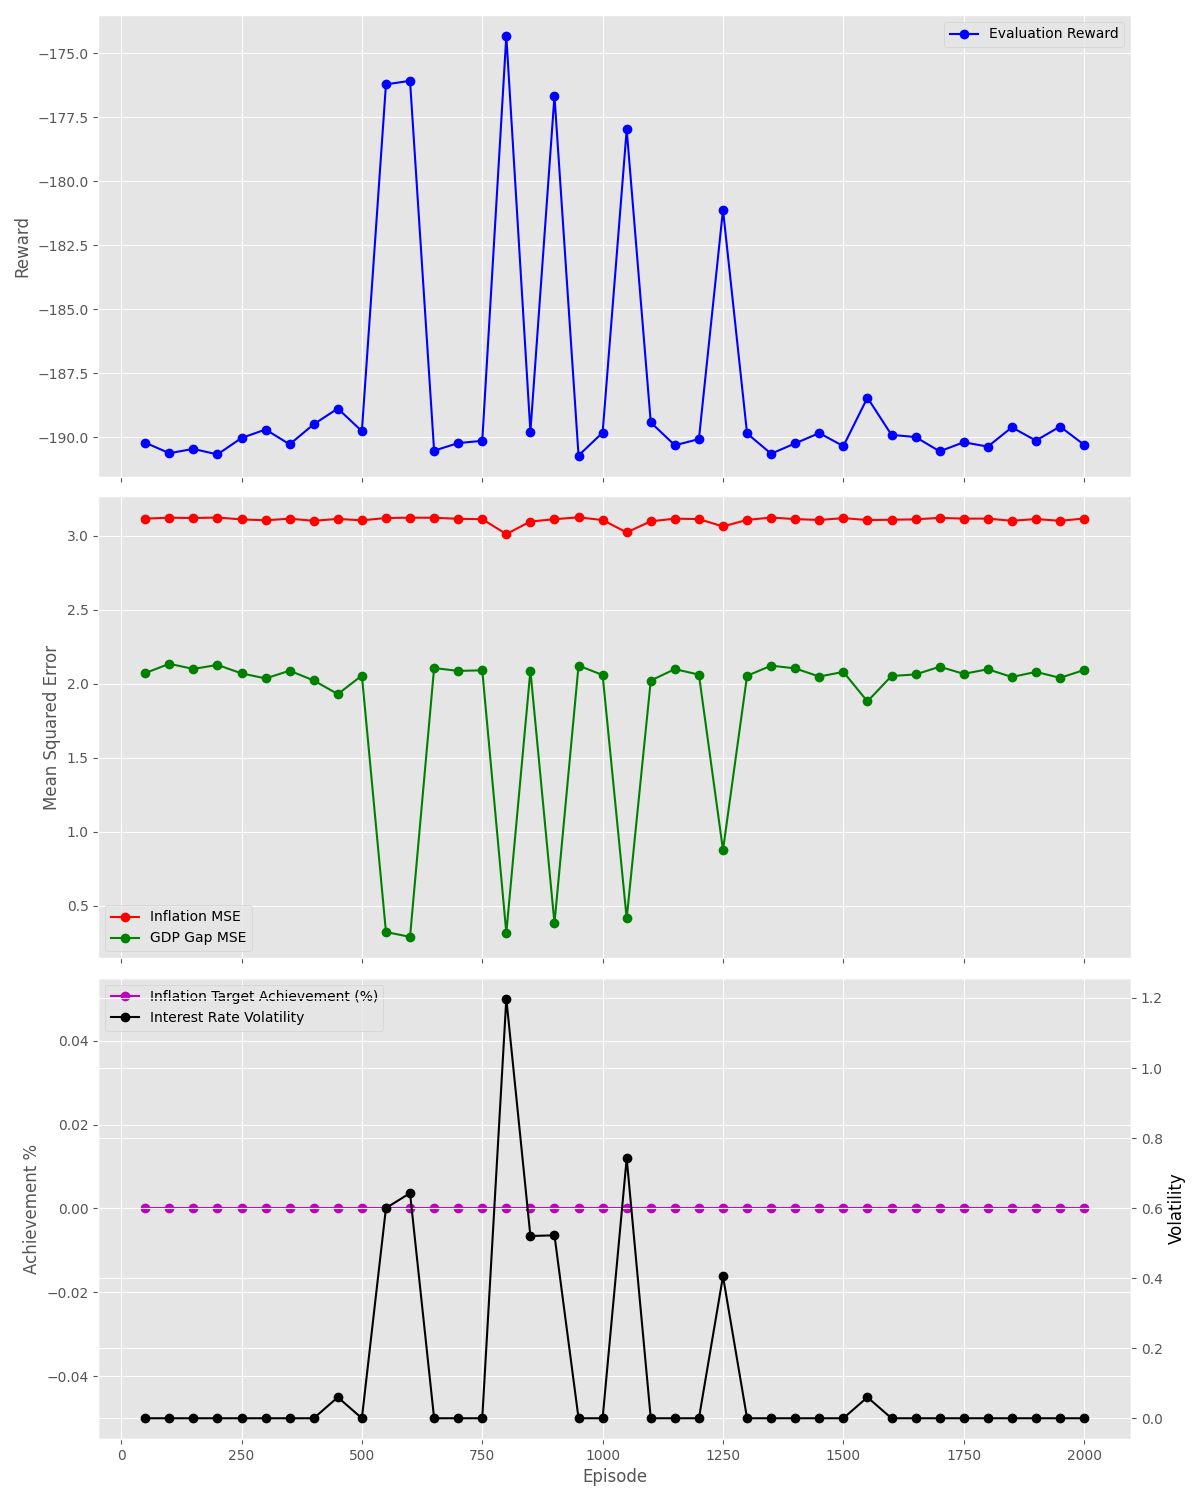 Evaluation Reward
−175.0
−177.5
−180.0
−182.5
−185.0
−187.5
−190.0
Reward
3.0
2.5
2.0
1.5
1.0
0.5
Mean Squared Error
Inflation MSE
GDP Gap MSE
Inflation Target Achievement (%)
Interest Rate Volatility
0.04
0.02
0.00
−0.02
−0.04
Achievement %
1.2
1.0
0.8
0.6
0.4
0.2
0.0
Volatility
0 250 500 750 1000 1250 1500 1750 2000
Episode